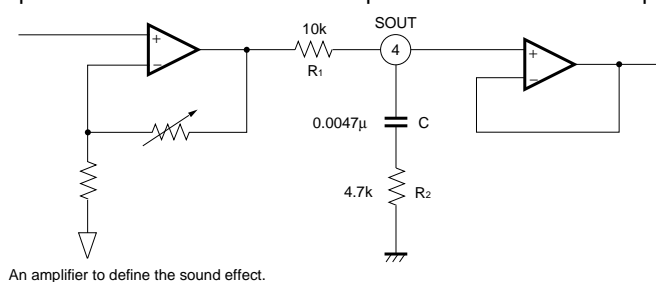 10k
SOUT
+
−
R1
4
+
−
0.0047μ
C
4.7k
R2
An amplifier to define the sound effect.